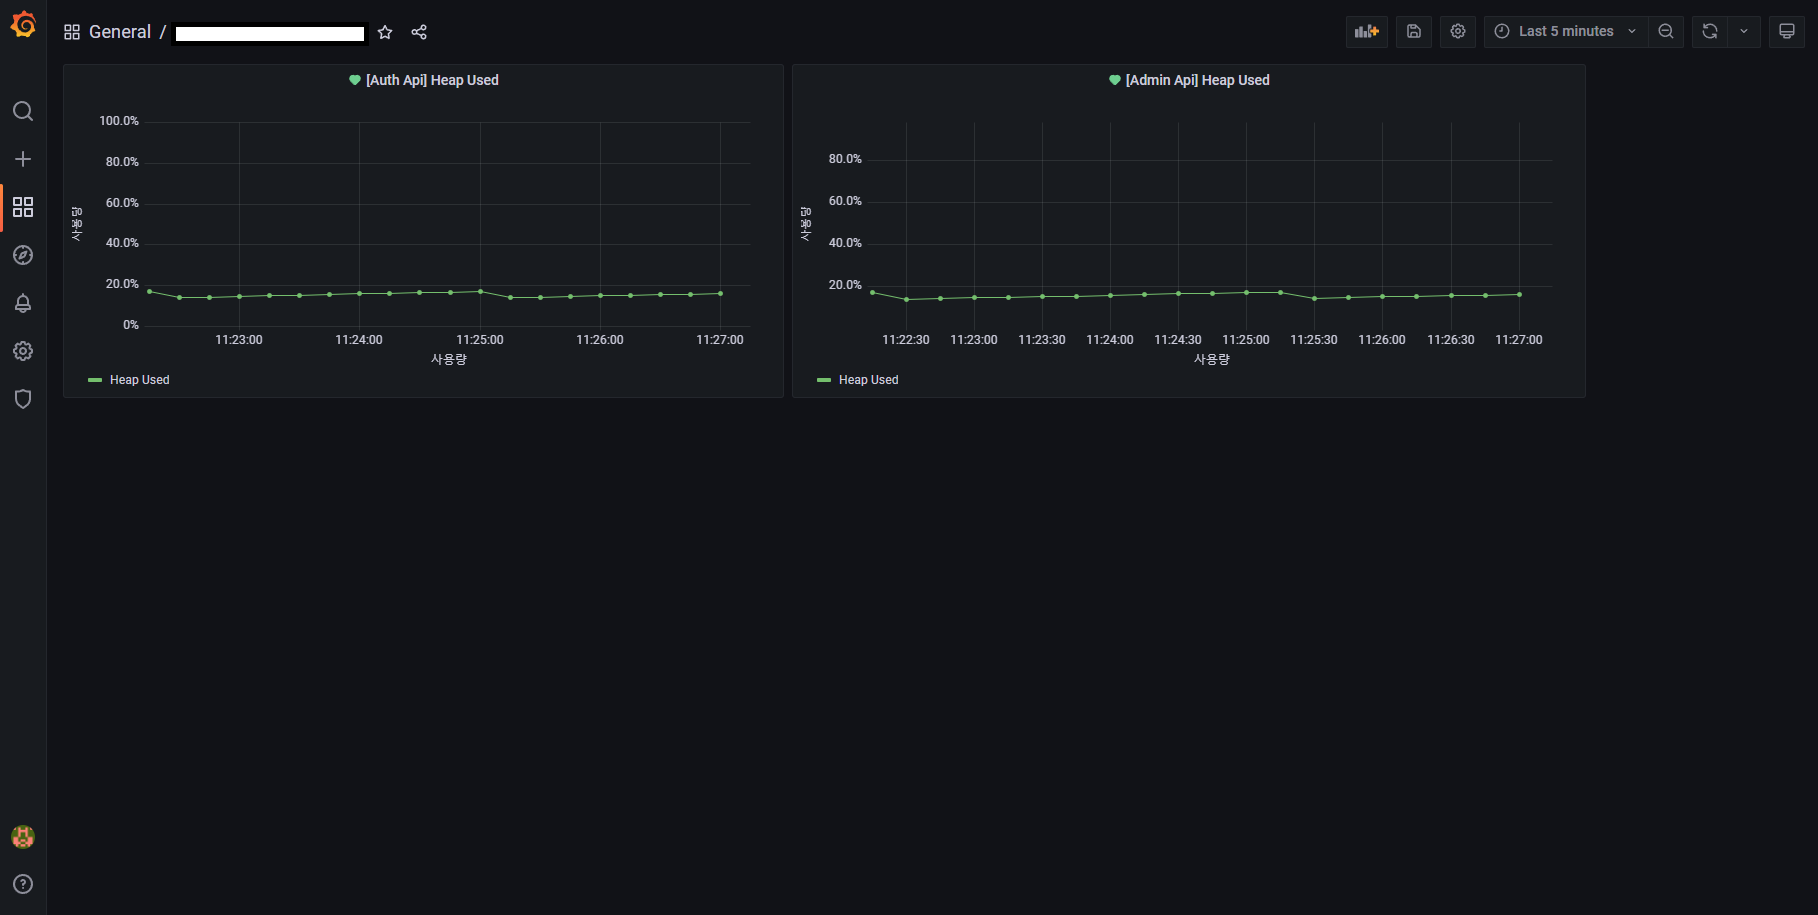 General /
Last 5 minutes
[Auth Api] Heap Used
100.0%
80.0%
60.0%
40.0%
20.0%
0%
사용량
11:23:00 11:24:00 11:25:00 11:26:00 11:27:00
사용량
Heap Used
[Admin Api] Heap Used
80.0%
60.0%
40.0%
20.0%
사용량
11:22:30 11:23:00 11:23:30 11:24:00 11:24:30 11:25:00 11:25:30 11:26:00 11:26:30 11:27:00
사용량
Heap Used